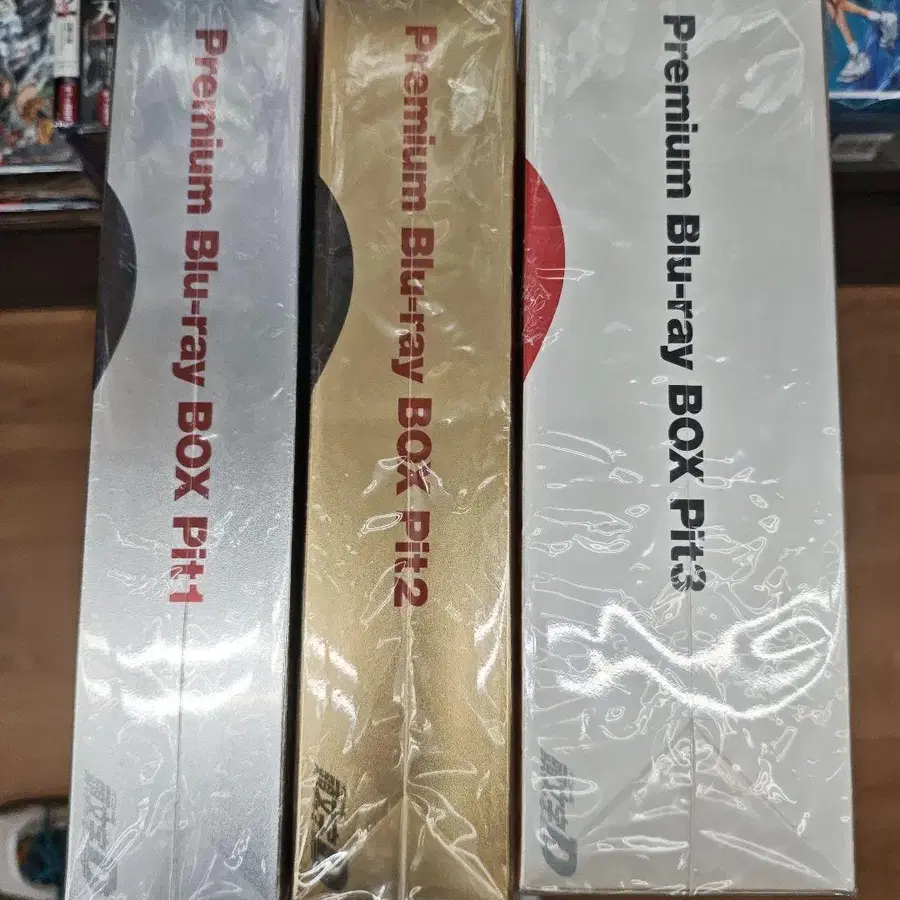 Premium Blu-ray BOX Pit1
Premium Blu-ray BOX Pit2
Premium Blu-ray BOX Pit3